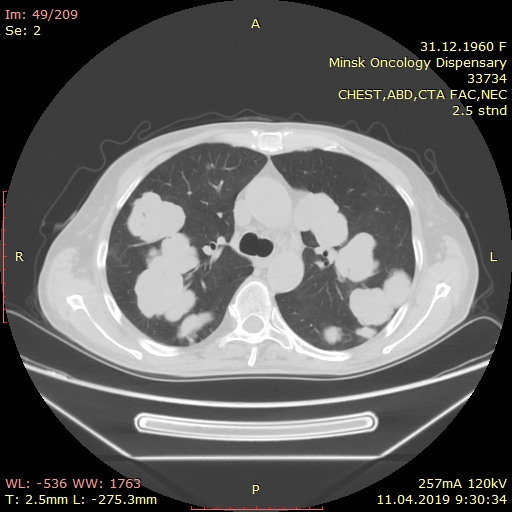 Im: 49/209
Se: 2
A
31.12.1960 F
Minsk Oncology Dispensary
33734
CHEST,ABD,CTA FAC,NEC
2.5 stnd
R
L
WL: -536 WW: 1763
T: 2.5mm L: -275.3mm
P
257mA 120kV
11.04.2019 9:30:34